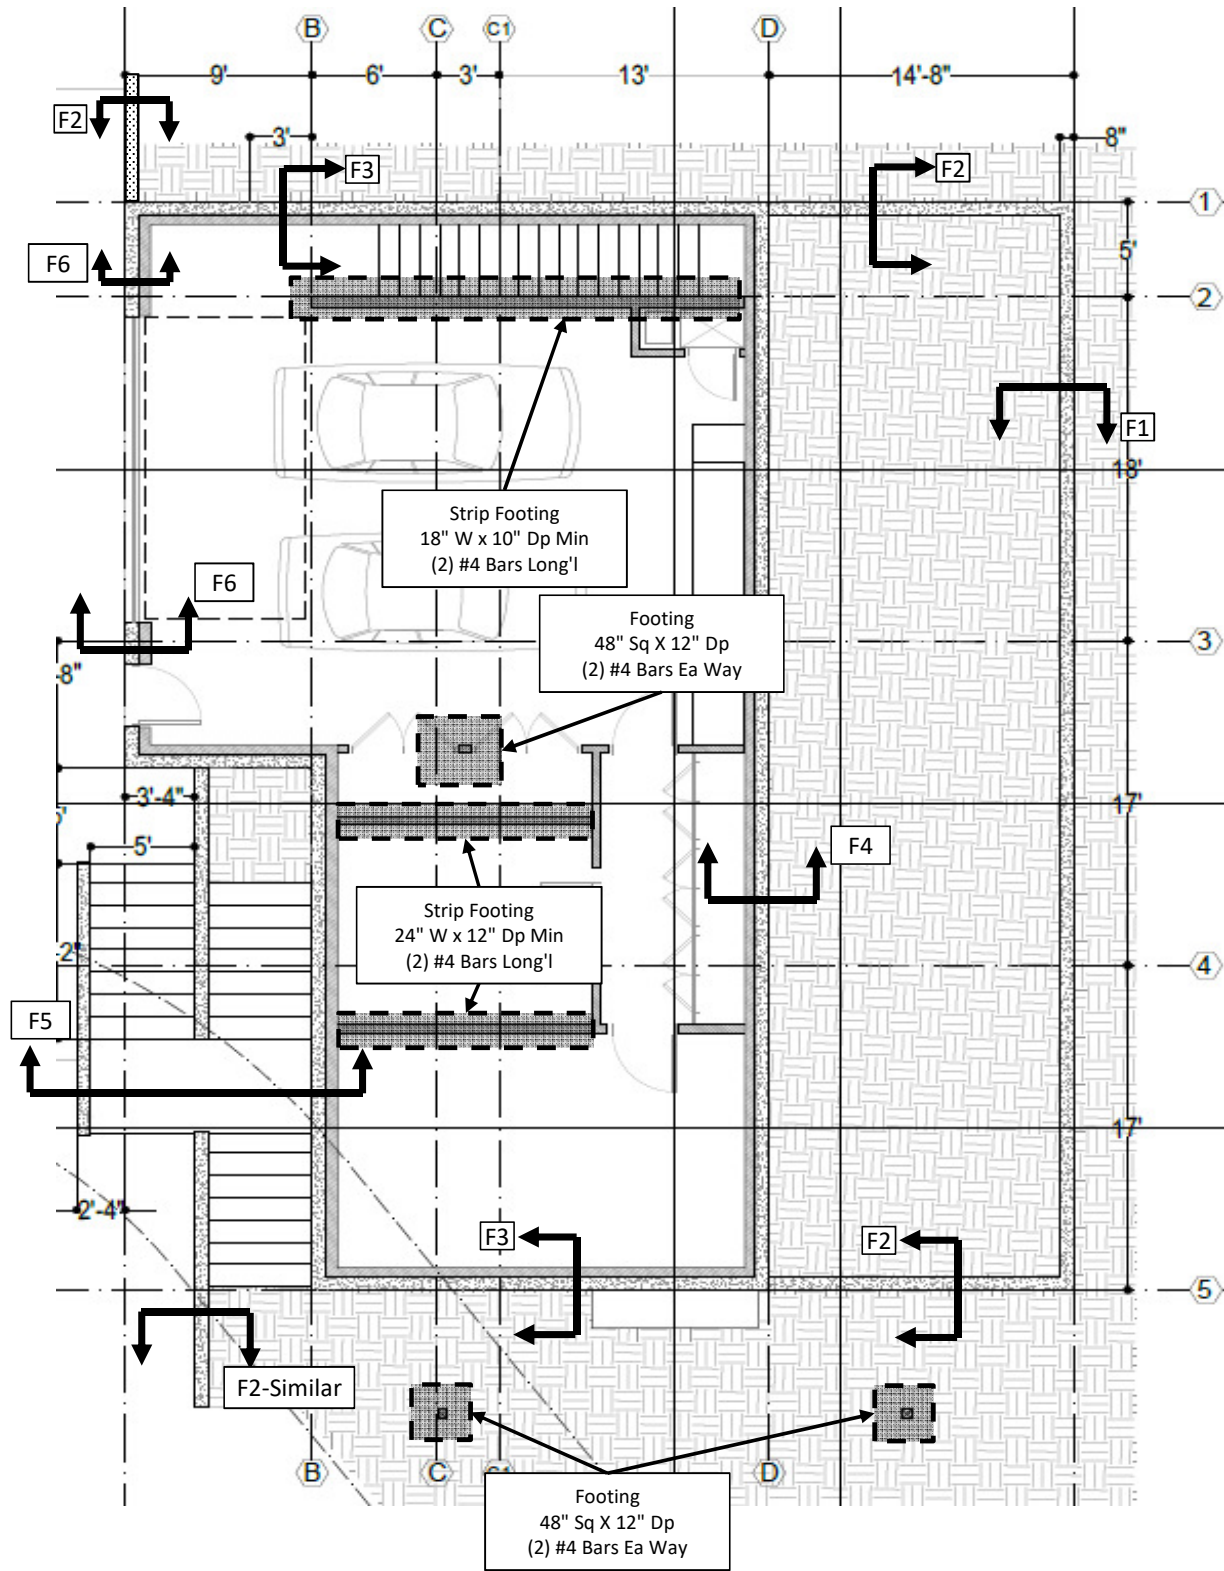 B
C
C1
D
9'
6'
3'
13'
14'-8"
F2
3'
8"
F3
F2
1
5'
F6
2
F1
18'
Strip Footing
18" W x 10" Dp Min
(2) #4 Bars Long'l
F6
Footing
48" Sq X 12" Dp
(2) #4 Bars Ea Way
3
-8"
3'-4"
17'
5'
F4
Strip Footing
24" W x 12" Dp Min
(2) #4 Bars Long'l
-2"
4
F5
17'
2'-4"
F3
F2
5
F2-Similar
B
C
D
Footing
48" Sq X 12" Dp
(2) #4 Bars Ea Way